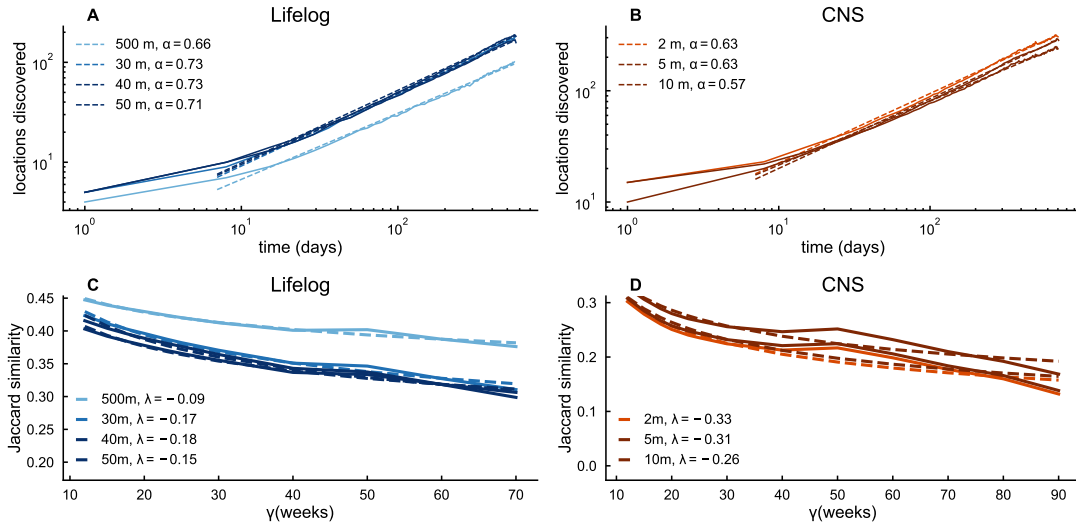 A
Lifelog
locations discovered
10²
10¹
500 m, α = 0.66
30 m, α = 0.73
40 m, α = 0.73
50 m, α = 0.71
10⁰
10¹
10²
time (days)
B
CNS
locations discovered
10²
10¹
2 m, α = 0.63
5 m, α = 0.63
10 m, α = 0.57
10⁰
10¹
10²
time (days)
C
Lifelog
Jaccard similarity
0.45
0.40
0.35
0.30
0.25
0.20
500m, λ = −0.09
30m, λ = −0.17
40m, λ = −0.18
50m, λ = −0.15
10 20 30 40 50 60 70
γ(weeks)
D
CNS
Jaccard similarity
0.3
0.2
0.1
0.0
2m, λ = −0.33
5m, λ = −0.31
10m, λ = −0.26
10 20 30 40 50 60 70 80 90
γ(weeks)